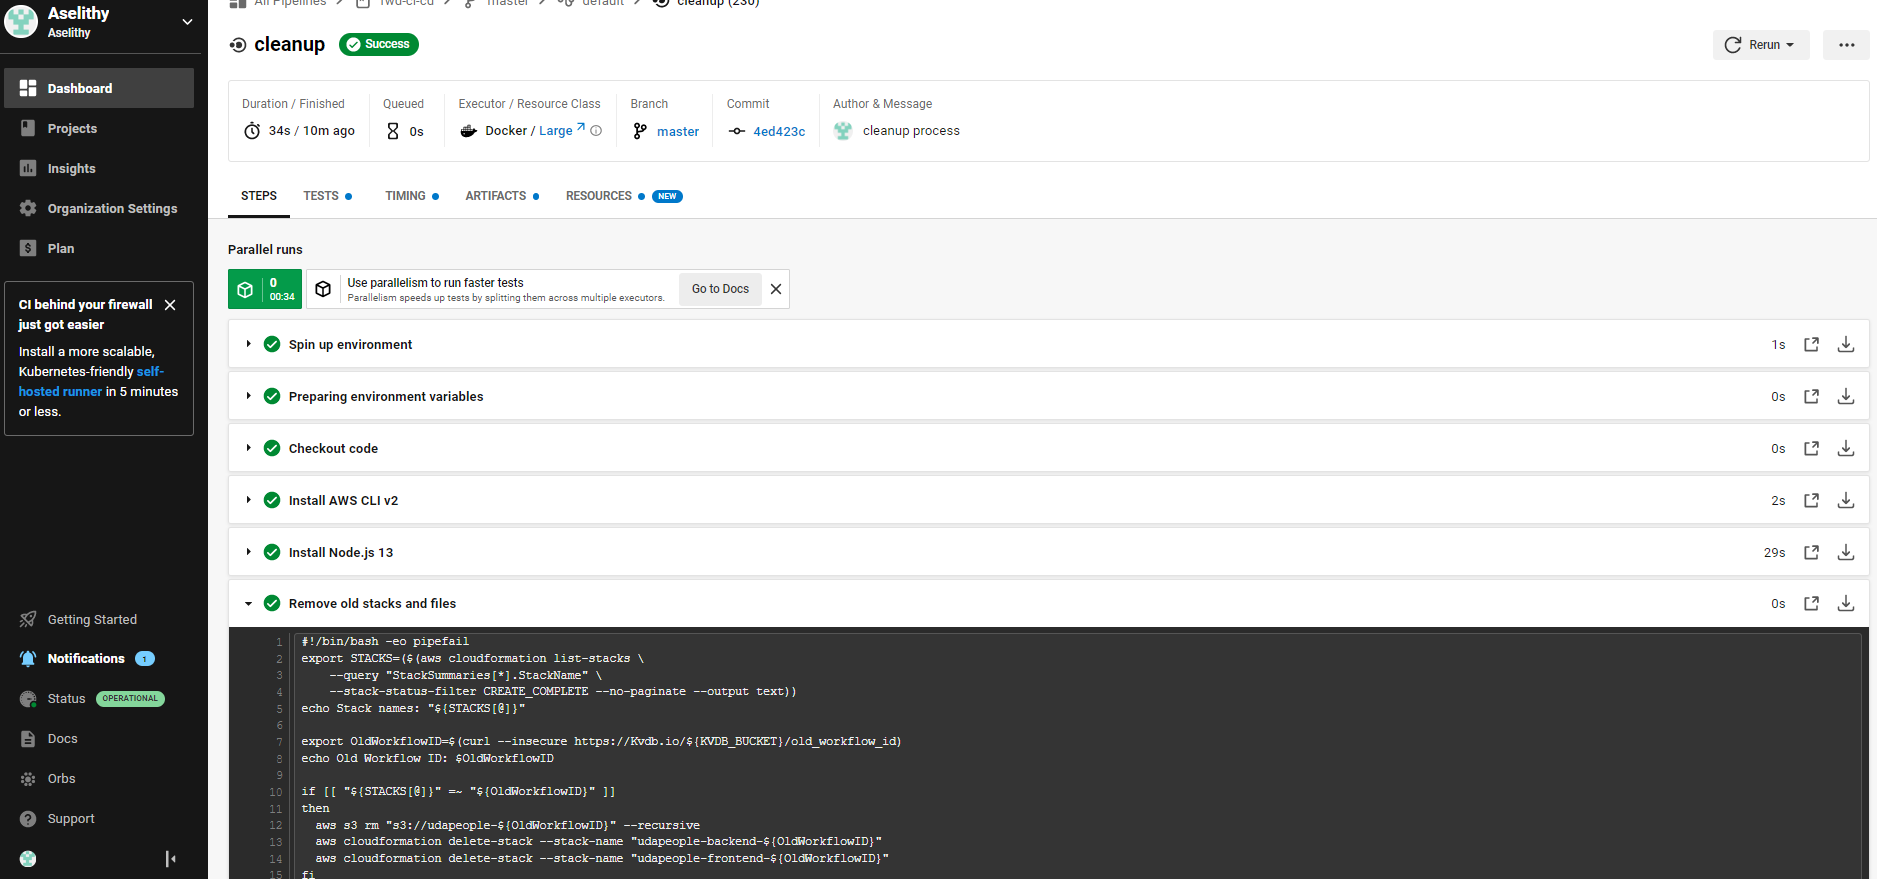 Aselithy
Aselithy
Dashboard
Projects
Insights
Organization Settings
Plan
CI behind your firewall
just got easier
Install a more scalable,
Kubernetes-friendly self-
hosted runner in 5 minutes
or less.
Getting Started
Notifications 1
Status OPERATIONAL
Docs
Orbs
Support
All Pipelines fwd-ci-cd master default cleanup (230)
cleanup Success
Rerun
Duration / Finished
34s / 10m ago
Queued
0s
Executor / Resource Class
Docker / Large
Branch
master
Commit
4ed423c
Author & Message
cleanup process
STEPS TESTS TIMING ARTIFACTS RESOURCES NEW
Parallel runs
0
00:34
Use parallelism to run faster tests
Parallelism speeds up tests by splitting them across multiple executors.
Go to Docs
Spin up environment 1s
Preparing environment variables 0s
Checkout code 0s
Install AWS CLI v2 2s
Install Node.js 13 29s
Remove old stacks and files 0s
1 #!/bin/bash -eo pipefail
2 export STACKS=($(aws cloudformation list-stacks \
3 --query "StackSummaries[*].StackName" \
4 --stack-status-filter CREATE_COMPLETE --no-paginate --output text))
5 echo Stack names: "${STACKS[@]}"
6
7 export OldWorkflowID=$(curl --insecure https://Kvdb.io/${KVDB_BUCKET}/old_workflow_id)
8 echo Old Workflow ID: $OldWorkflowID
9
10 if [[ "${STACKS[@]}" =~ "${OldWorkflowID}" ]]
11 then
12 aws s3 rm "s3://udapeople-${OldWorkflowID}" --recursive
13 aws cloudformation delete-stack --stack-name "udapeople-backend-${OldWorkflowID}"
14 aws cloudformation delete-stack --stack-name "udapeople-frontend-${OldWorkflowID}"
15 fi